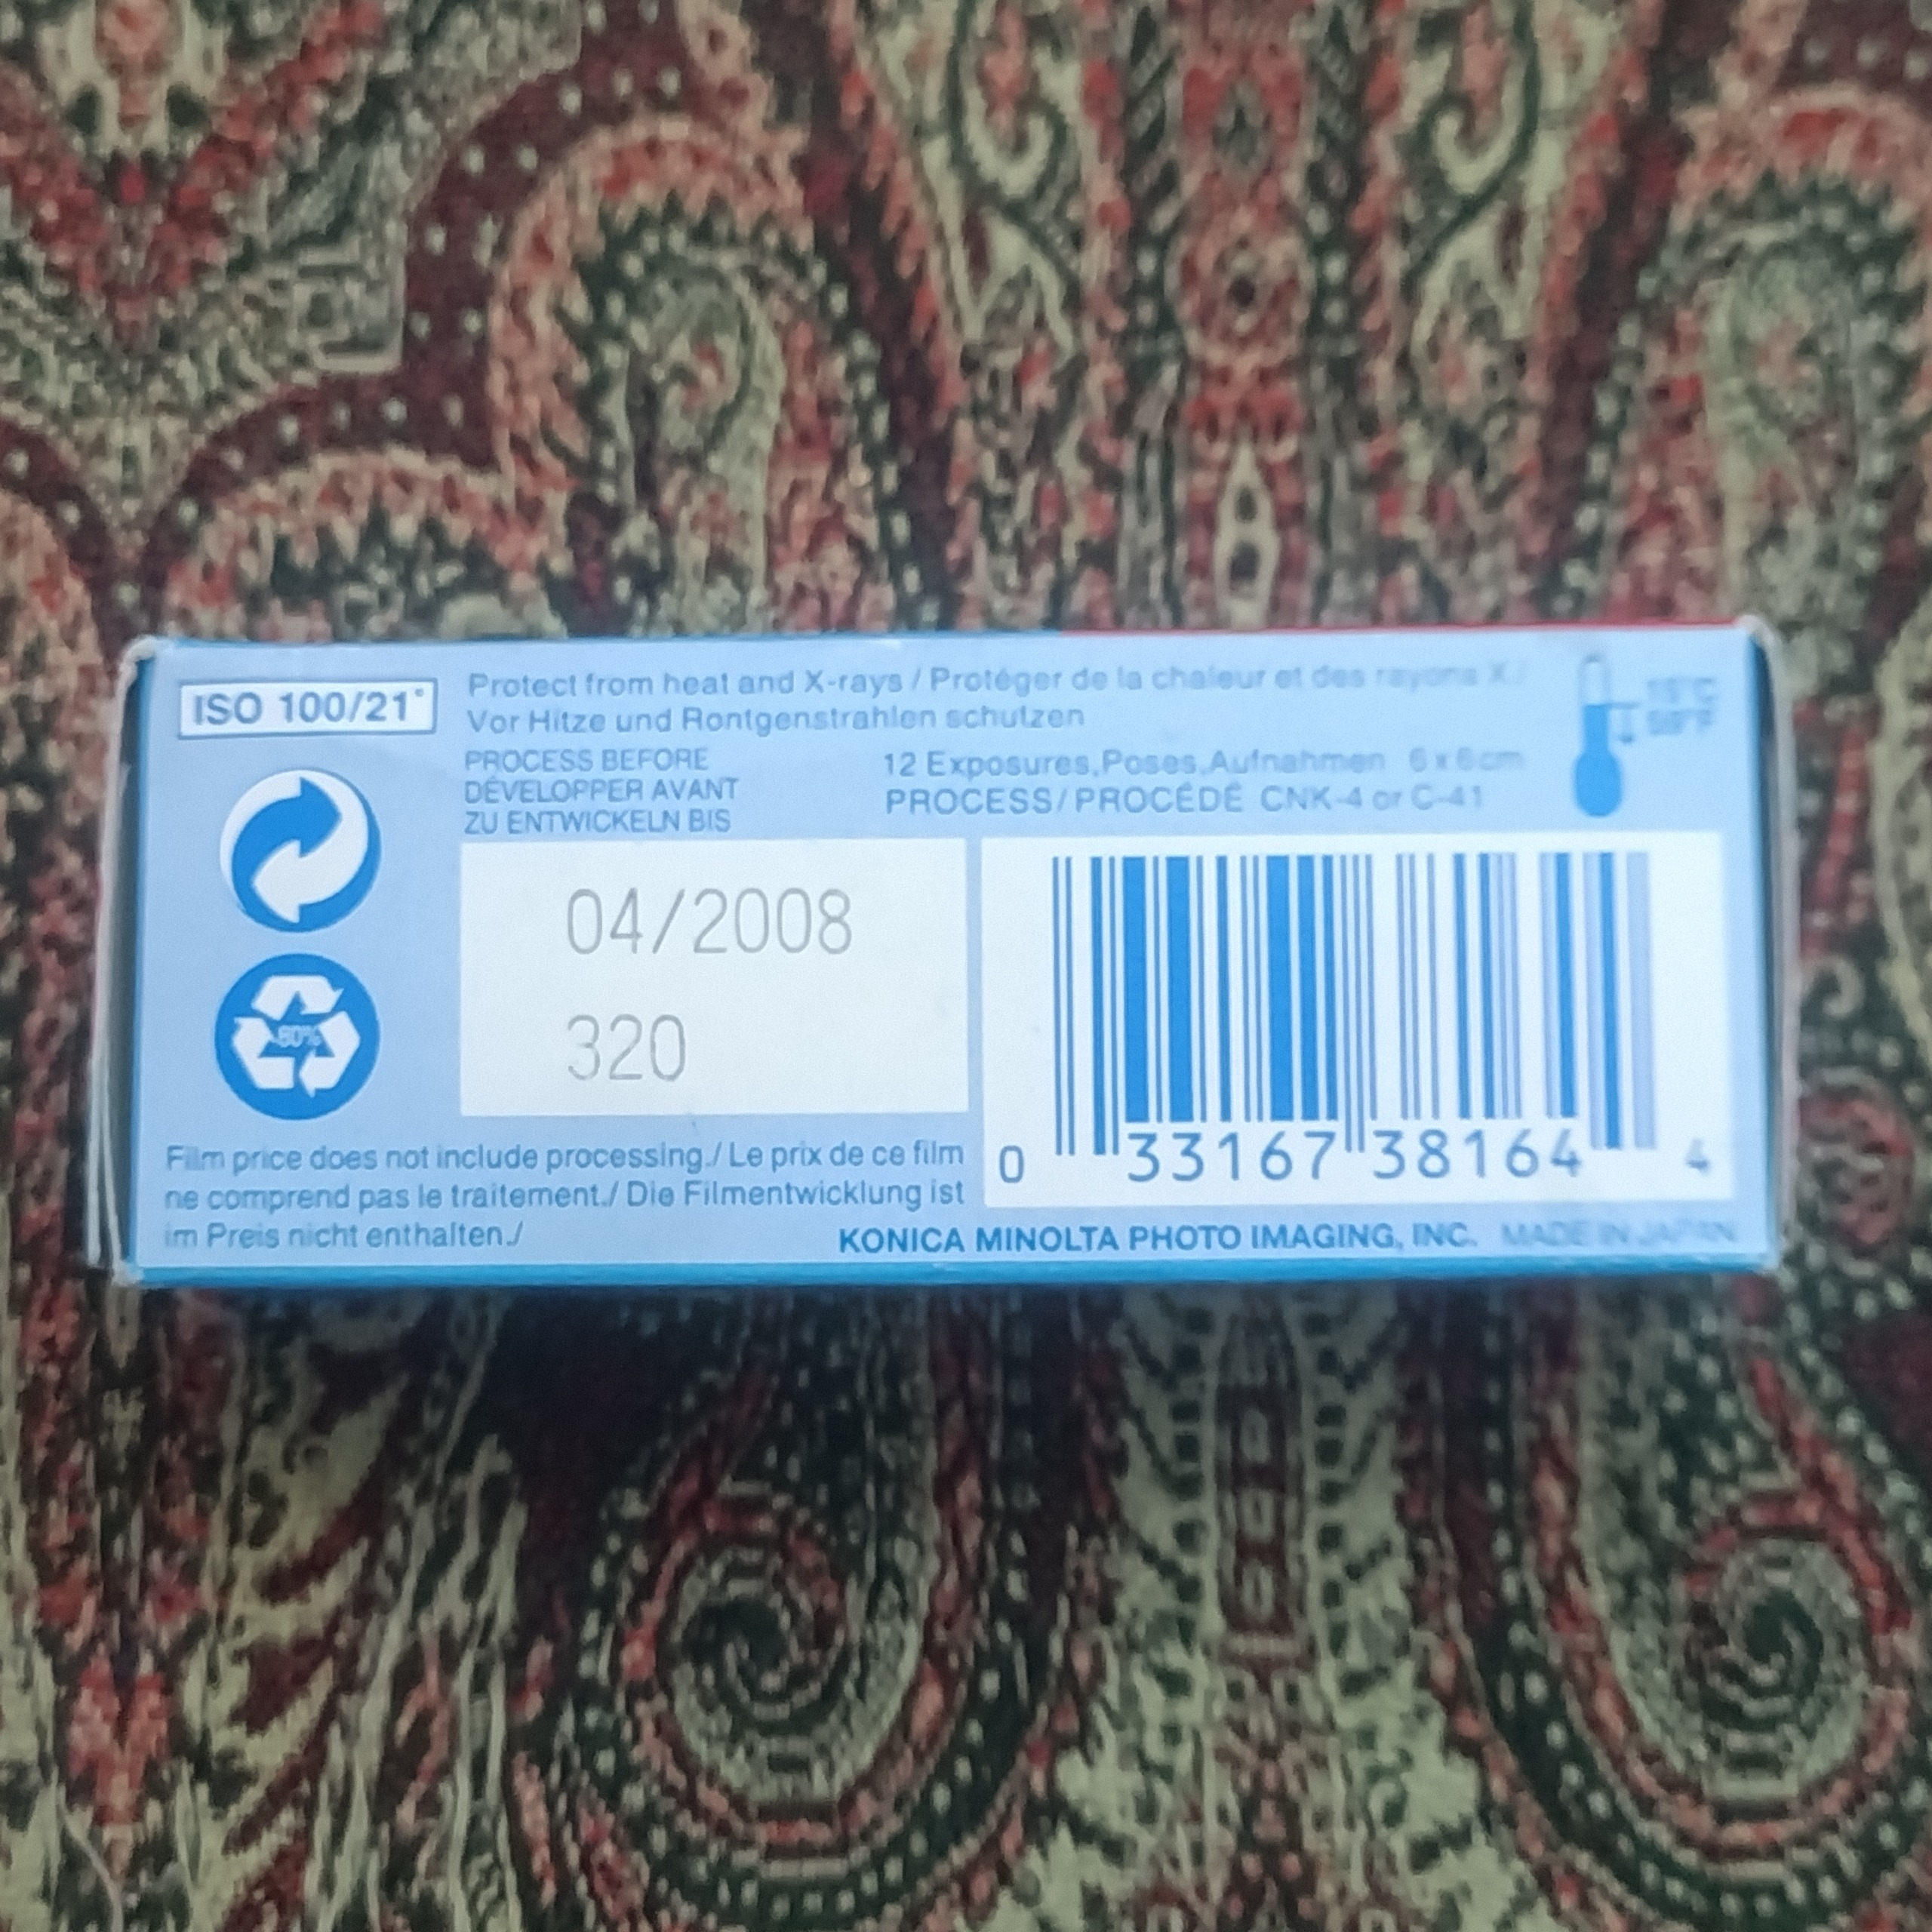 ISO 100/21°
Protect from heat and X-rays / Protéger de la chaleur et des rayons X /
Vor Hitze und Rontgenstrahlen schutzen
PROCESS BEFORE
DÉVELOPPER AVANT
ZU ENTWICKELN BIS
12 Exposures,Poses,Aufnahmen 6 x 6cm
PROCESS/PROCÉDÉ CNK-4 or C-41
04/2008
320
0 33167 38164 4
Film price does not include processing./ Le prix de ce film
ne comprend pas le traitement./ Die Filmentwicklung ist
im Preis nicht enthalten./
KONICA MINOLTA PHOTO IMAGING, INC. MADE IN JAPAN